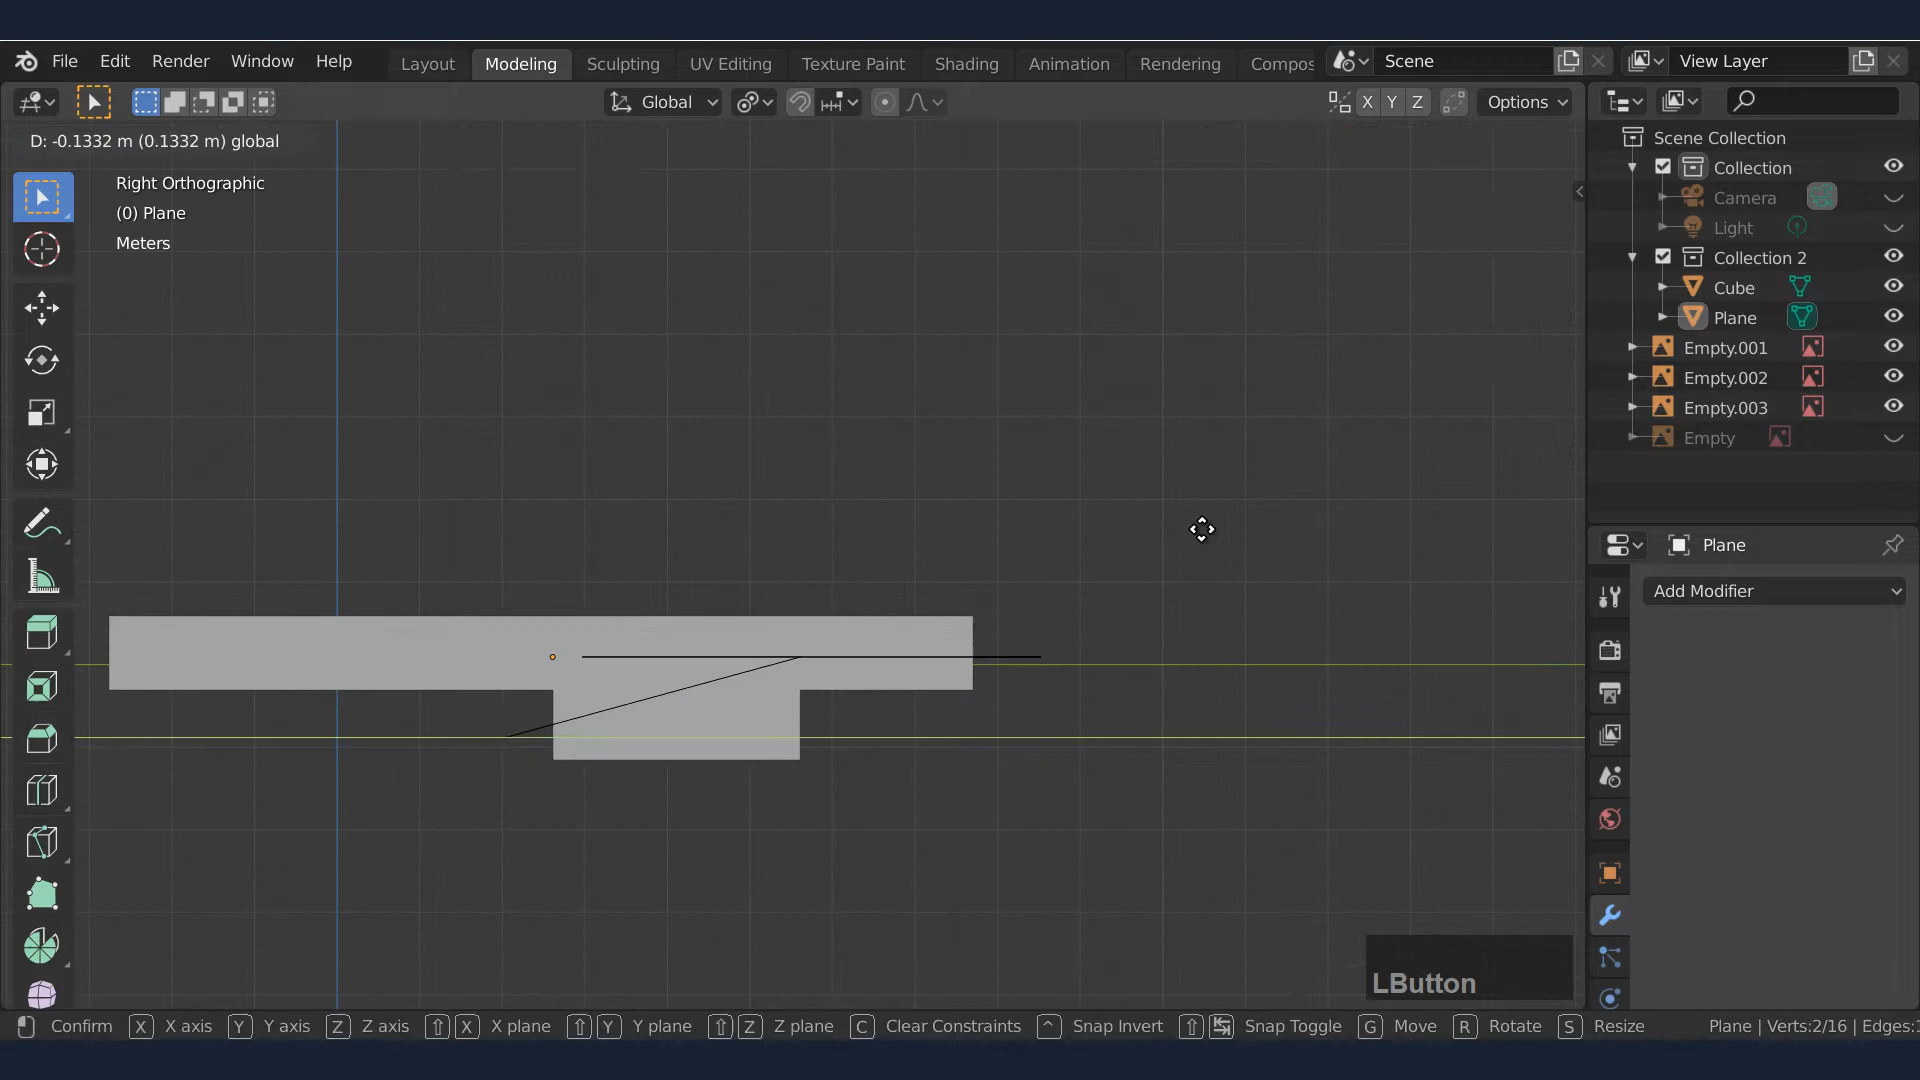 File Edit Render Window Help Layout Modeling Sculpting UV Editing Texture Paint Shading Animation Rendering Compos Scene View Layer
Global X Y Z Options
D: -0.1332 m (0.1332 m) global
Right Orthographic
(0) Plane
Meters
Scene Collection
Collection
Camera
Light
Collection 2
Cube
Plane
Empty.001
Empty.002
Empty.003
Empty
Plane
Add Modifier
LButton
Confirm X X axis Y Y axis Z Z axis X X plane Y Y plane Z Z plane C Clear Constraints ^ Snap Invert Snap Toggle G Move R Rotate S Resize Plane | Verts:2/16 | Edges: